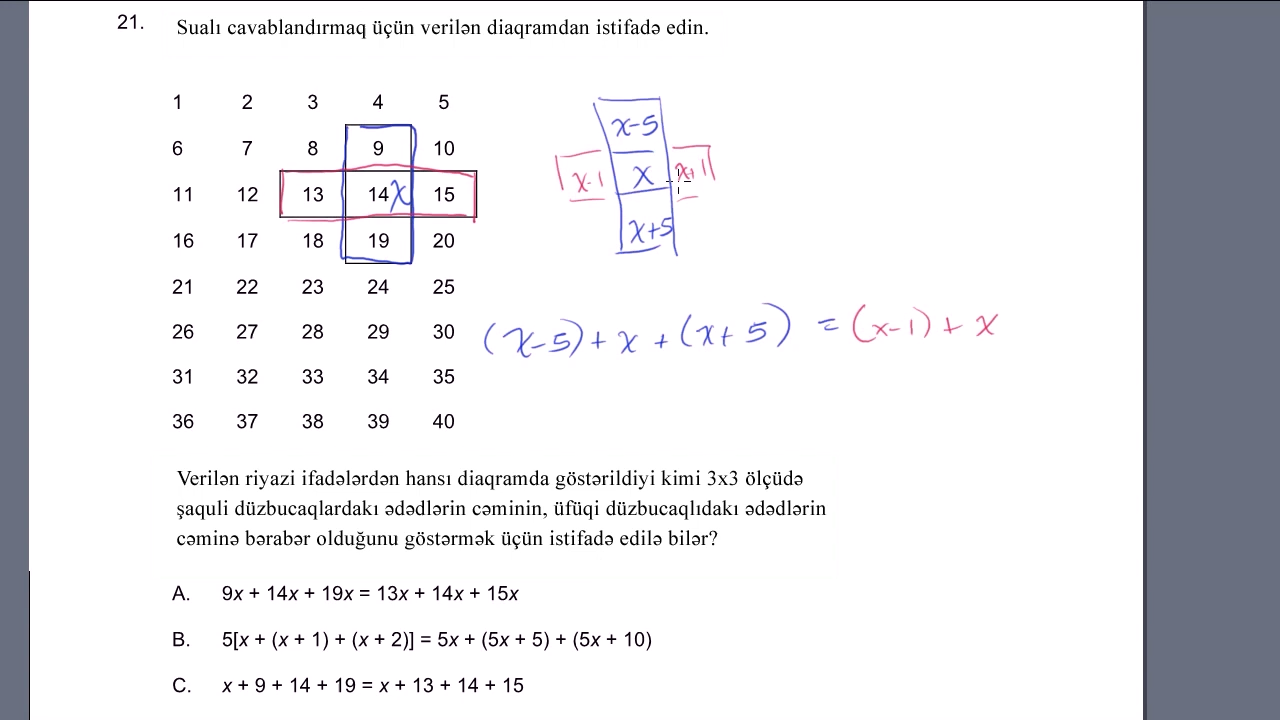 21. Sualı cavablandırmaq üçün verilən diaqramdan istifadə edin.
1 2 3 4 5
6 7 8 9 10
11 12 13 14 x 15
16 17 18 19 20
21 22 23 24 25
26 27 28 29 30
31 32 33 34 35
36 37 38 39 40
x-5
x-1 x x+1
x+5
(x-5) + x + (x+5) = (x-1) + x
Verilən riyazi ifadələrdən hansı diaqramda göstərildiyi kimi 3x3 ölçüdə
şaquli düzbucaqlardakı ədədlərin cəminin, üfüqi düzbucaqlıdakı ədədlərin
cəminə bərabər olduğunu göstərmək üçün istifadə edilə bilər?
A. 9x + 14x + 19x = 13x + 14x + 15x
B. 5[x + (x + 1) + (x + 2)] = 5x + (5x + 5) + (5x + 10)
C. x + 9 + 14 + 19 = x + 13 + 14 + 15